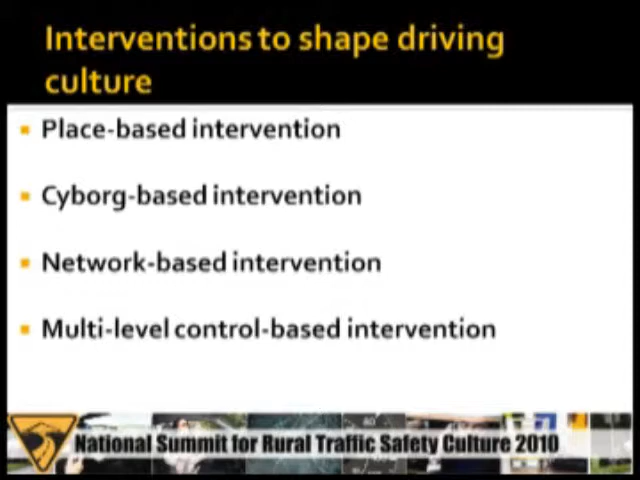 Interventions to shape driving
culture
Place-based intervention
Cyborg-based intervention
Network-based intervention
Multi-level control-based intervention
National Summit for Rural Traffic Safety Culture 2010